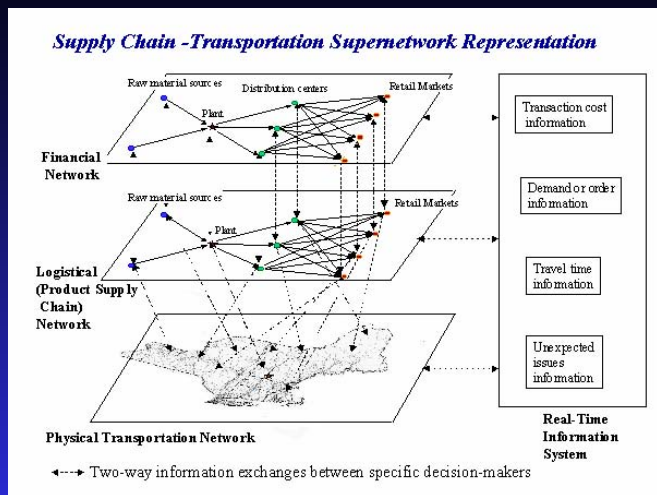 Supply Chain -Transportation Supernetwork Representation
Raw material sources
Distribution centers
Retail Markets
Plant
Financial
Network
Raw material sources
Retail Markets
Plant
Logistical
(Product Supply
Chain)
Network
Physical Transportation Network
Transaction cost
information
Demand or order
information
Travel time
information
Unexpected
issues
information
Real-Time
Information
System
Two-way information exchanges between specific decision-makers